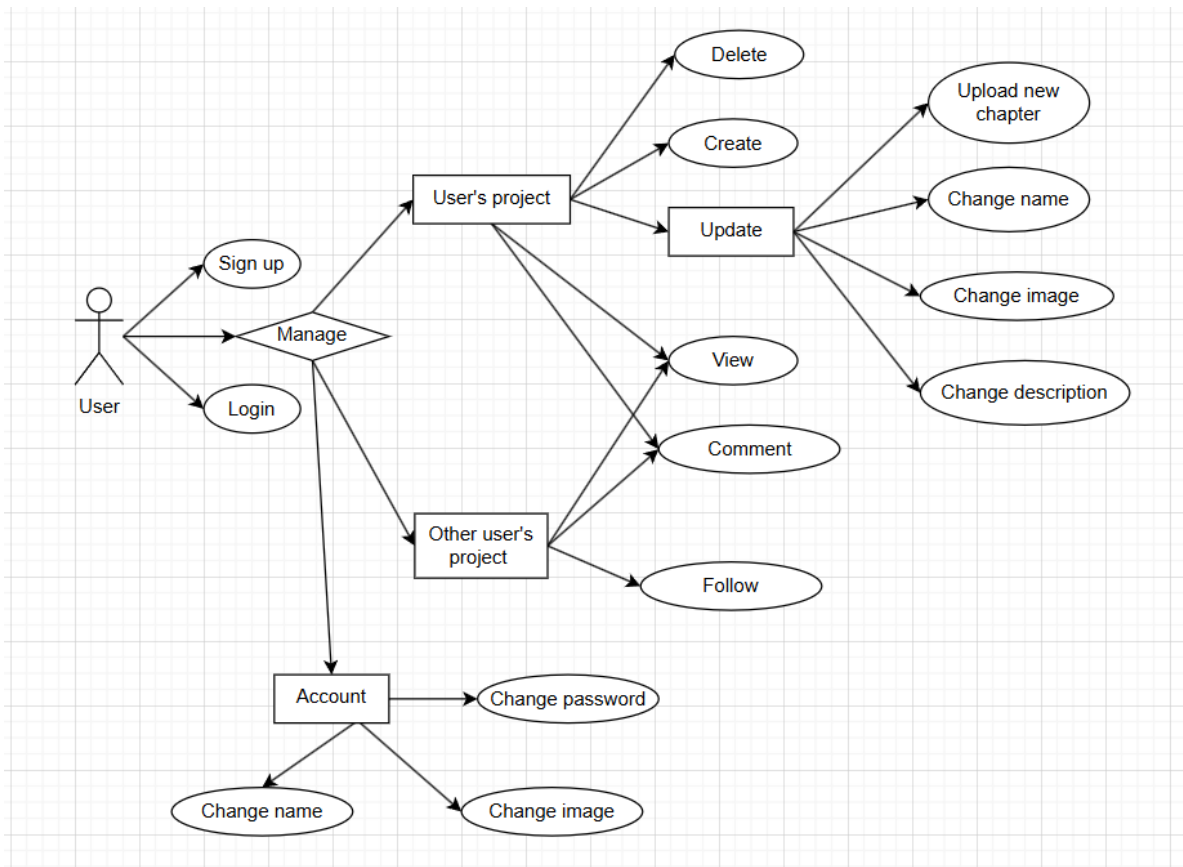 Delete
Upload new
chapter
Create
User's project
Change name
Update
Sign up
Change image
Manage
View
Change description
User
Login
Comment
Other user's
project
Follow
Account
Change password
Change name
Change image